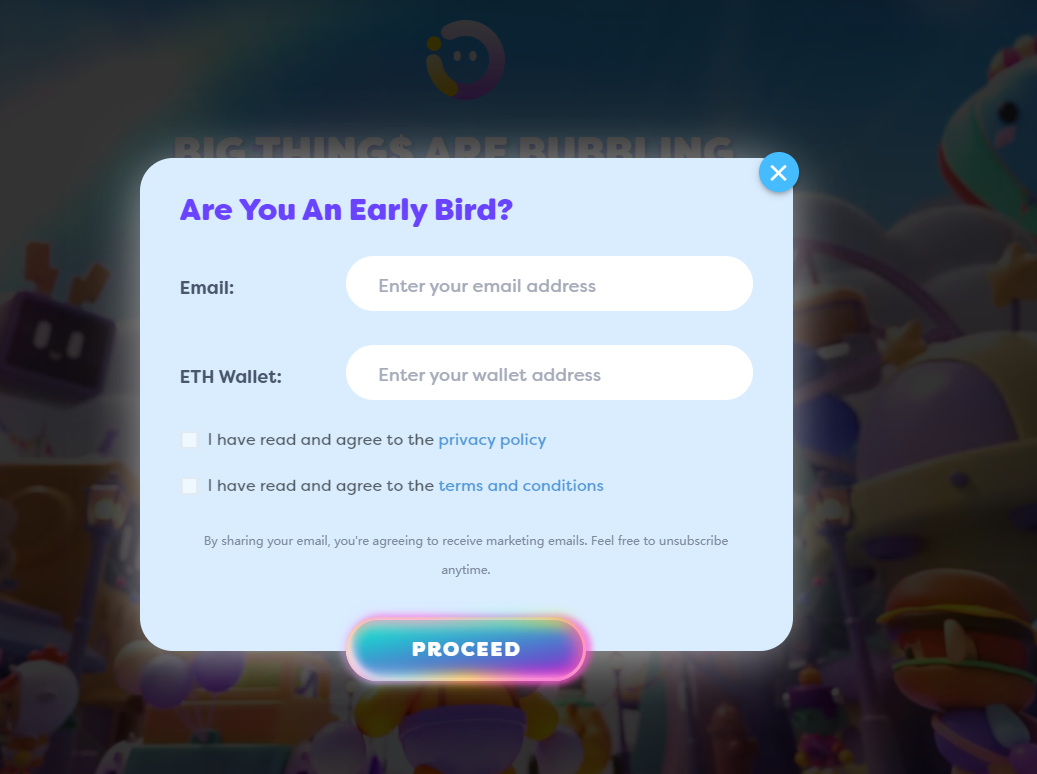 BIG THING$ ARE BUBBLING
Are You An Early Bird?
Email:
Enter your email address
ETH Wallet:
Enter your wallet address
I have read and agree to the privacy policy
I have read and agree to the terms and conditions
By sharing your email, you're agreeing to receive marketing emails. Feel free to unsubscribe
anytime.
PROCEED